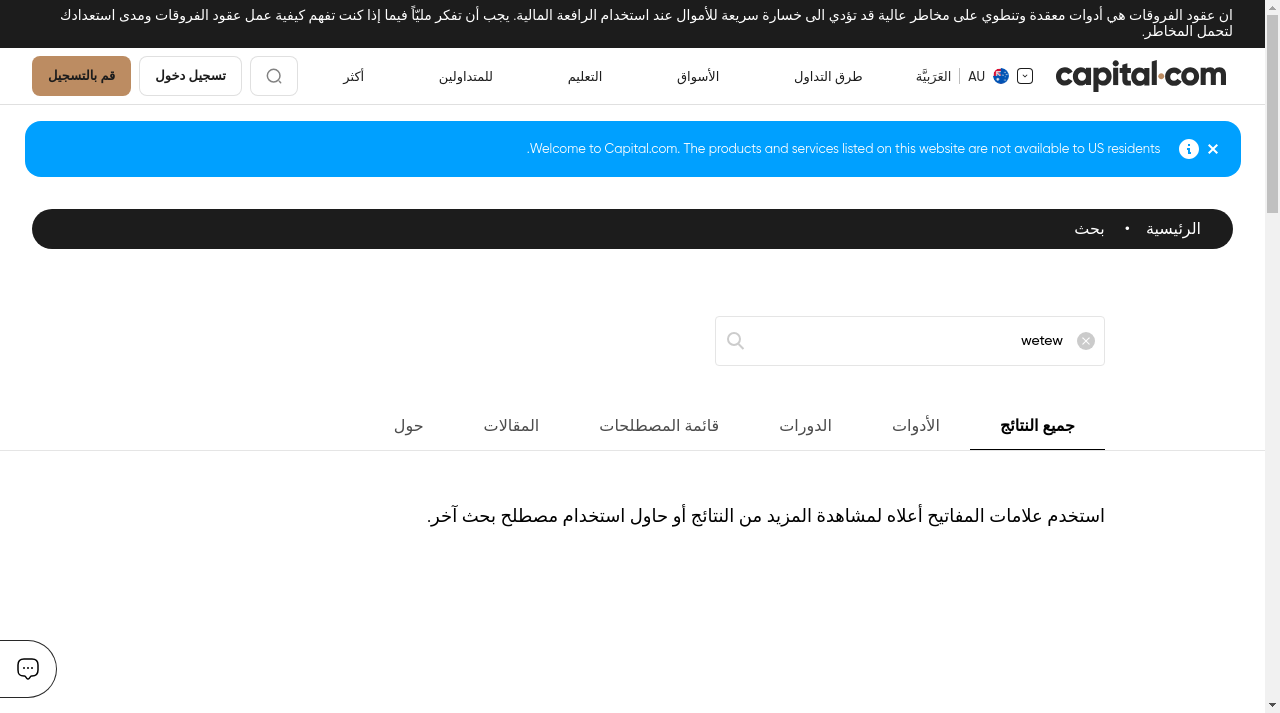 ان عقود الفروقات هي أدوات معقدة وتنطوي على مخاطر عالية قد تؤدي الى خسارة سريعة للأموال عند استخدام الرافعة المالية. يجب أن تفكر مليّاً فيما إذا كنت تفهم كيفية عمل عقود الفروقات ومدى استعدادك
لتحمل المخاطر.
capital.com
AU
العَرَبيَّة
طرق التداول
الأسواق
التعليم
للمتداولين
أكثر
تسجيل دخول
قم بالتسجيل
.Welcome to Capital.com. The products and services listed on this website are not available to US residents
الرئيسية • بحث
wetew
جميع النتائج
الأدوات
الدورات
قائمة المصطلحات
المقالات
حول
استخدم علامات المفاتيح أعلاه لمشاهدة المزيد من النتائج أو حاول استخدام مصطلح بحث آخر.